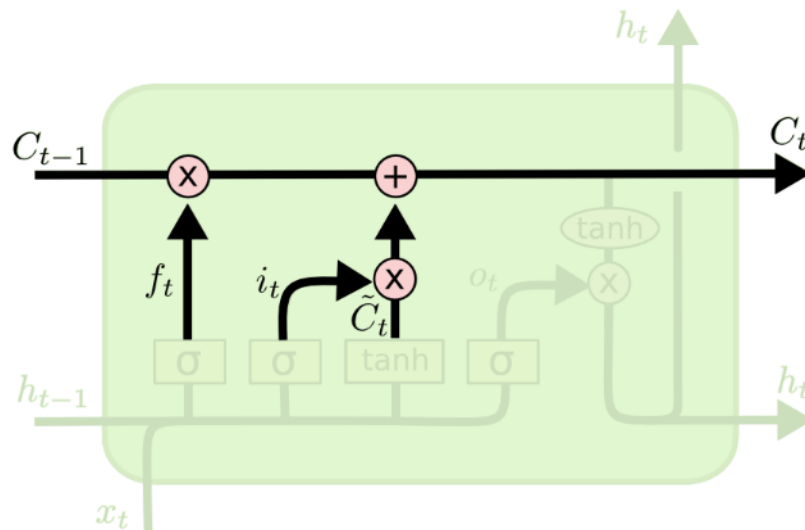 h_t
C_{t-1} × + C_t
tanh
f_t i_t × o_t ×
C̃_t
σ σ tanh σ
h_{t-1} h_t
x_t